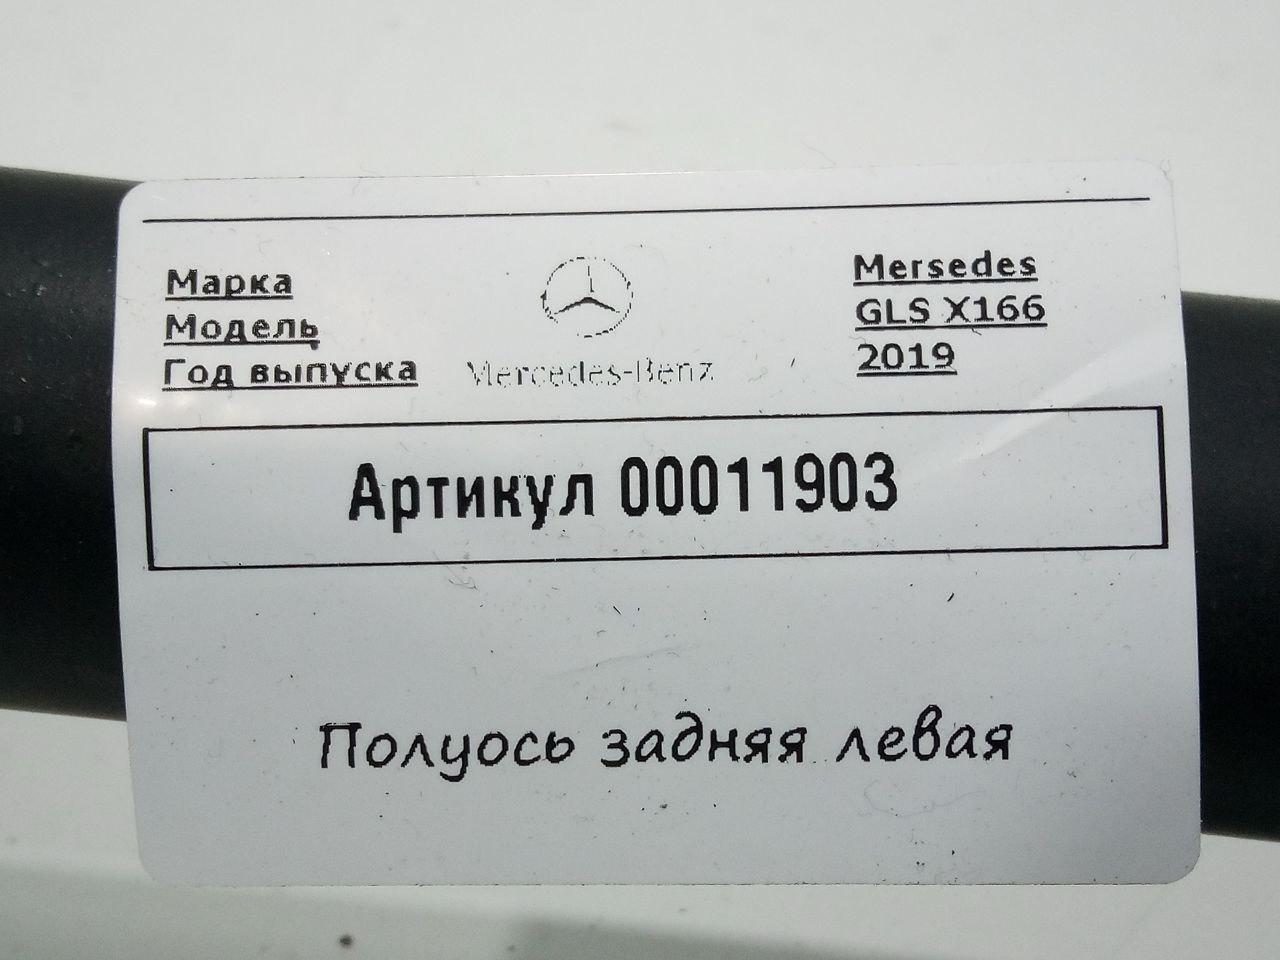 Марка
Модель
Год выпуска
Mercedes-Benz
Mersedes
GLS X166
2019
Артикул 00011903
Полуось задняя левая